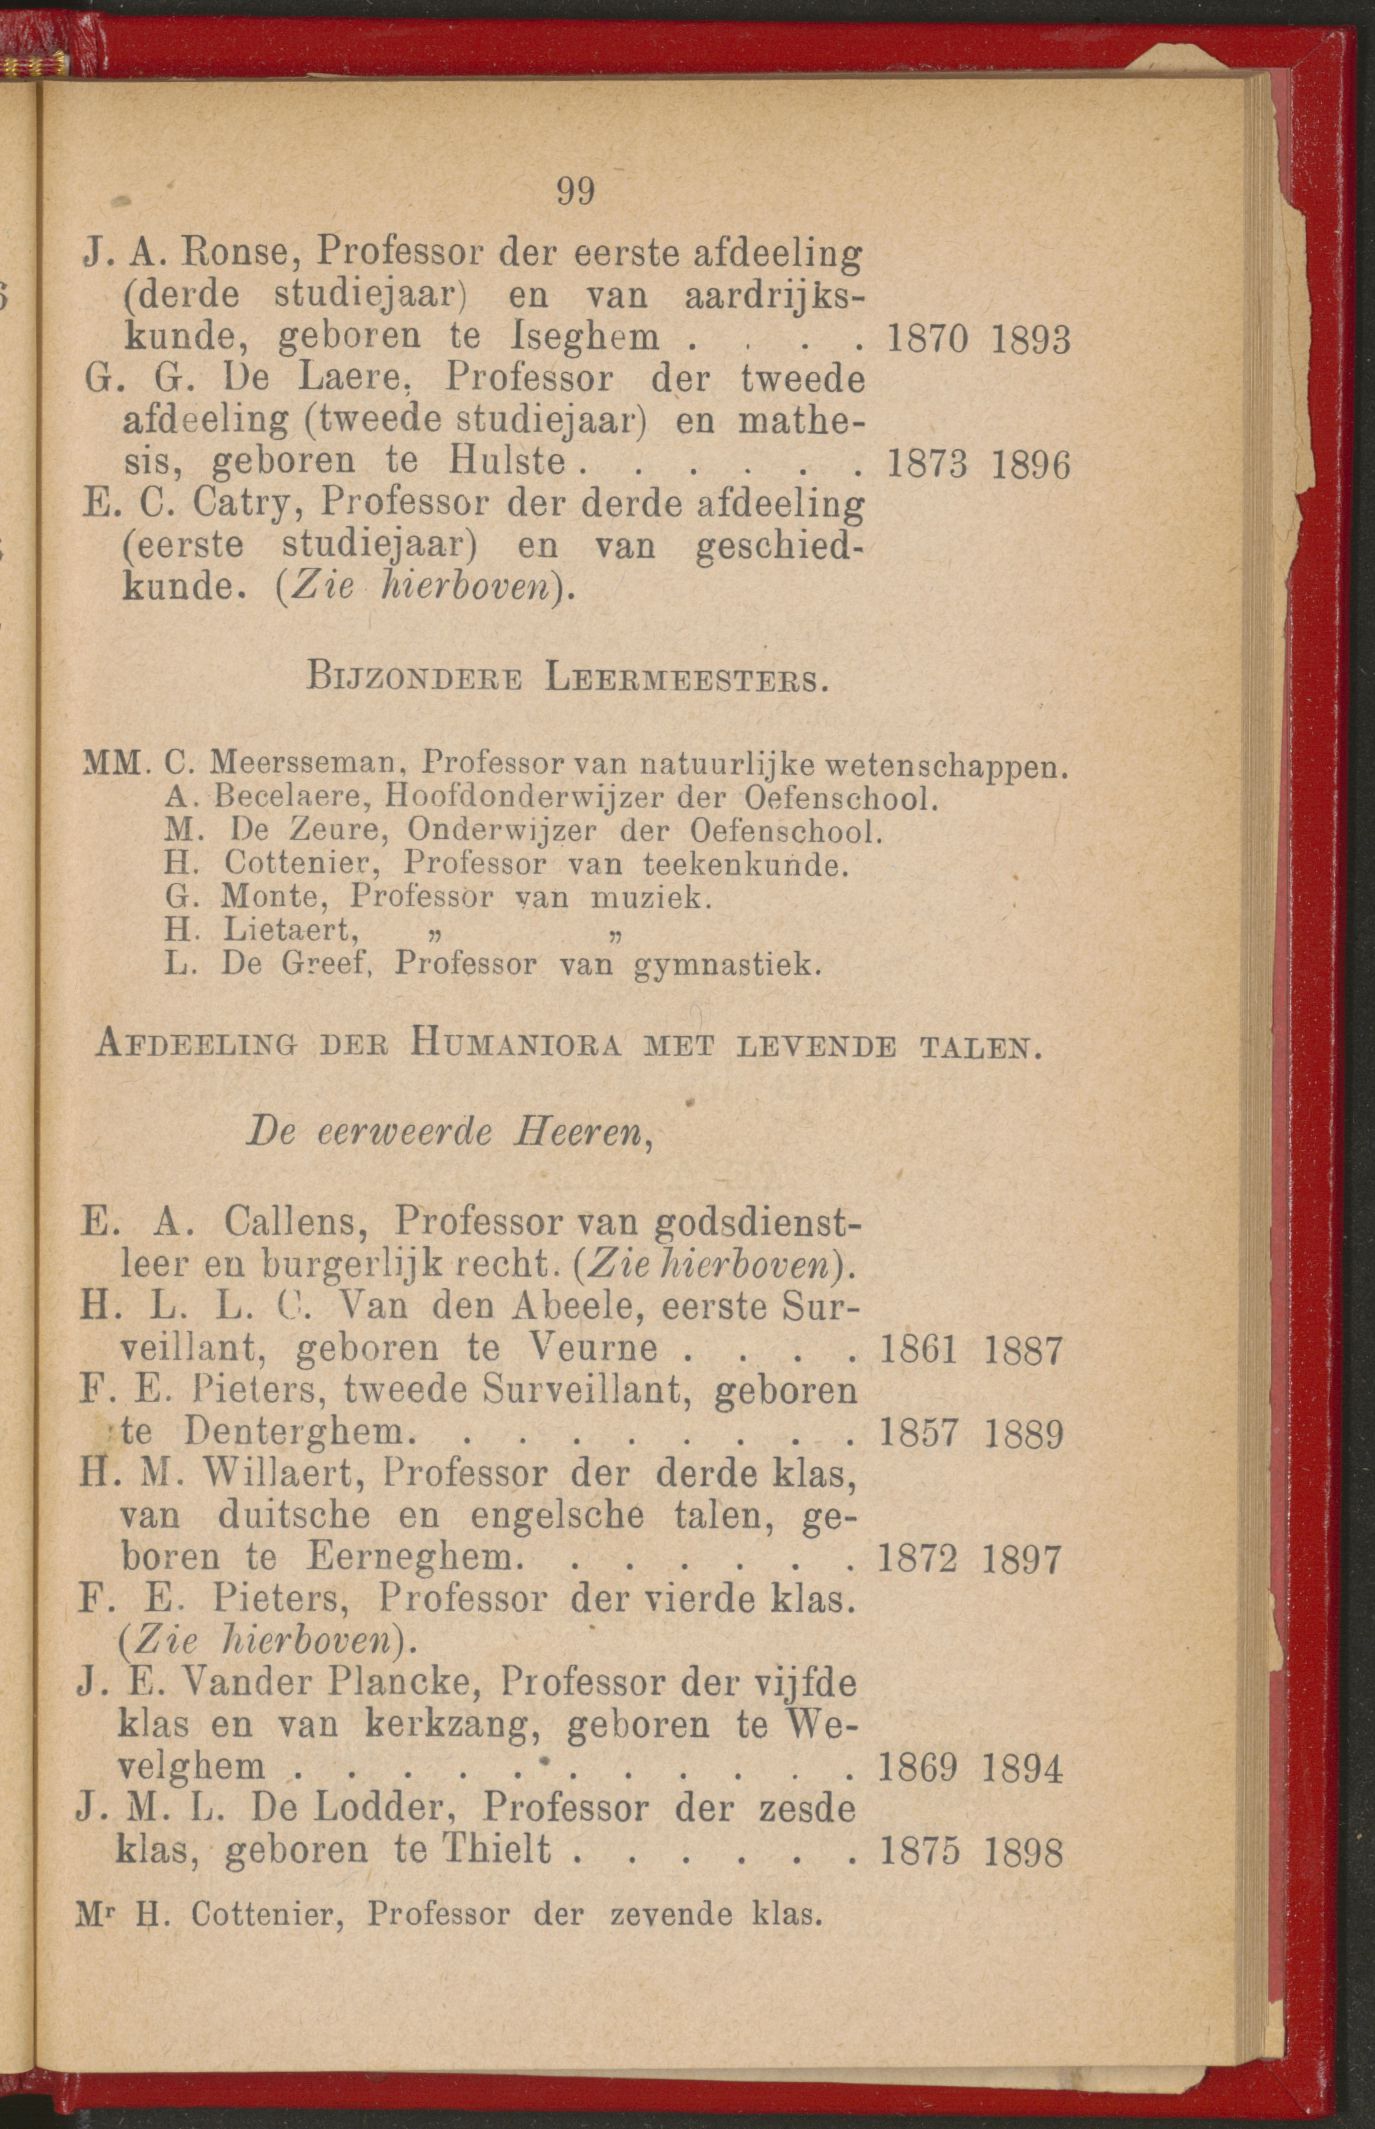 99
J. A. Ronse, Professor der eerste afdeeling
(derde studiejaar) en van aardrijks-
kunde, geboren te Iseghem . . . . 1870 1893
G. G. De Laere, Professor der tweede
afdeeling (tweede studiejaar) en mathe-
sis, geboren te Hulste . . . . . . 1873 1896
E. C. Catry, Professor der derde afdeeling
(eerste studiejaar) en van geschied-
kunde. (Zie hierboven).
BIJZONDERE LEERMEESTERS.
MM. C. Meersseman, Professor van natuurlijke wetenschappen.
A. Becelaere, Hoofdonderwijzer der Oefenschool.
M. De Zeure, Onderwijzer der Oefenschool.
H. Cottenier, Professor van teekenkunde.
G. Monte, Professor van muziek.
H. Lietaert, „ „
L. De Greef, Professor van gymnastiek.
AFDEELING DER HUMANIORA MET LEVENDE TALEN.
De eerweerde Heeren,
E. A. Callens, Professor van godsdienst-
leer en burgerlijk recht. (Zie hierboven).
H. L. L. C. Van den Abeele, eerste Sur-
veillant, geboren te Veurne . . . . 1861 1887
F. E. Pieters, tweede Surveillant, geboren
te Denterghem. . . . . . . . . 1857 1889
H. M. Willaert, Professor der derde klas,
van duitsche en engelsche talen, ge-
boren te Eerneghem. . . . . . . 1872 1897
F. E. Pieters, Professor der vierde klas.
(Zie hierboven).
J. E. Vander Plancke, Professor der vijfde
klas en van kerkzang, geboren te We-
velghem . . . . . . . . . . . 1869 1894
J. M. L. De Lodder, Professor der zesde
klas, geboren te Thielt . . . . . . 1875 1898
Mr H. Cottenier, Professor der zevende klas.